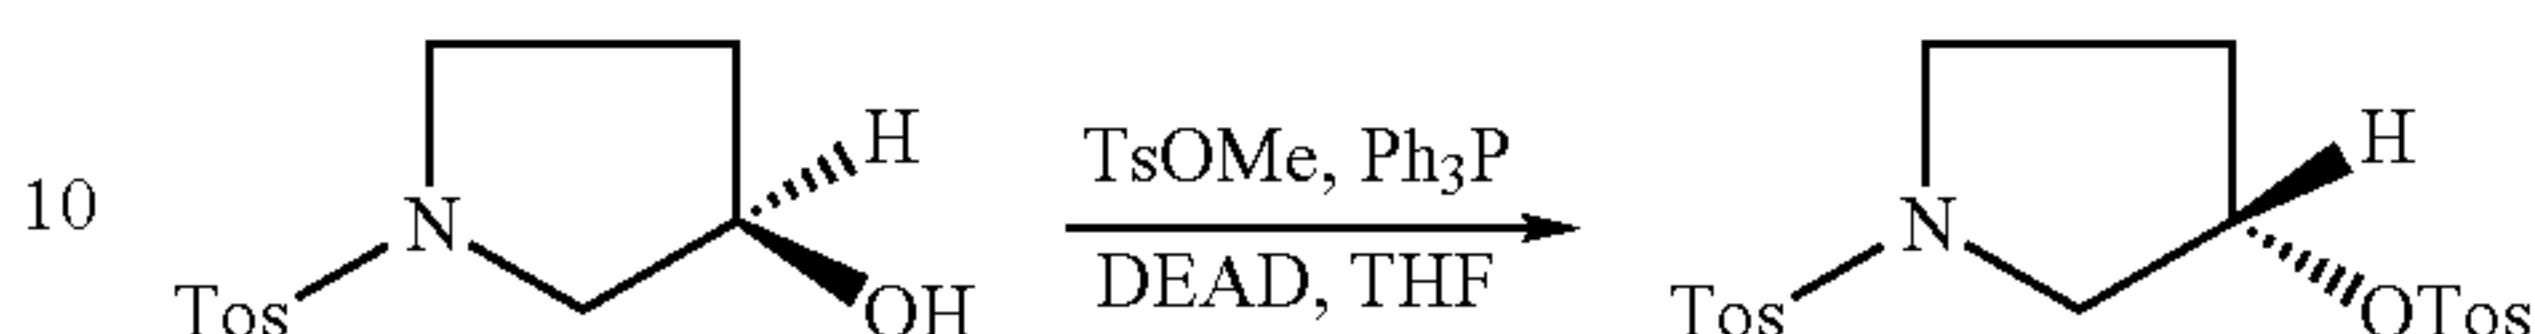 H H
TsOMe, Ph3P
10 N N
DEAD, THF
Tos OH Tos OTos